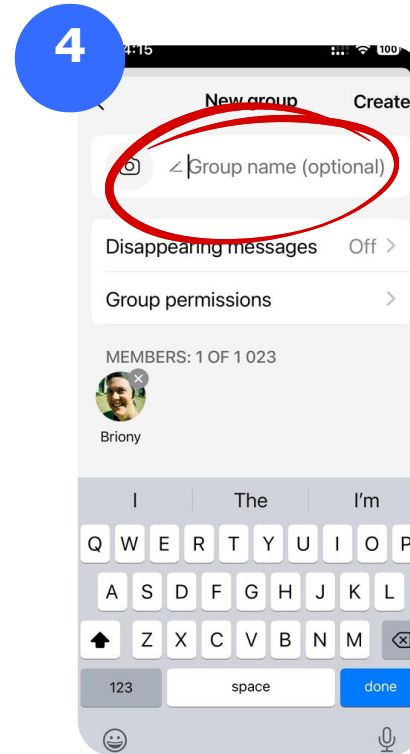 4
4:15
100
New group
Create
Group name (optional)
Disappearing messages Off
Group permissions
MEMBERS: 1 OF 1 023
Briony
I The I'm
Q W E R T Y U I O P
A S D F G H J K L
Z X C V B N M
123 space done